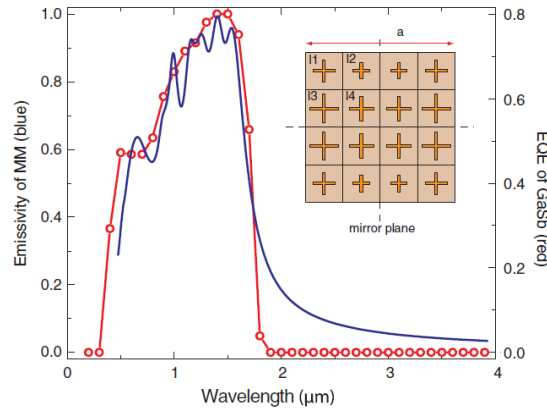 1.0
0.8
0.6
0.4
0.2
0.0
Emissivity of MM (blue)
0
1
2
3
4
Wavelength (μm)
0.8
0.6
0.4
0.2
0.0
EQE of GaSb (red)
a
l1 l2
l3 l4
mirror plane